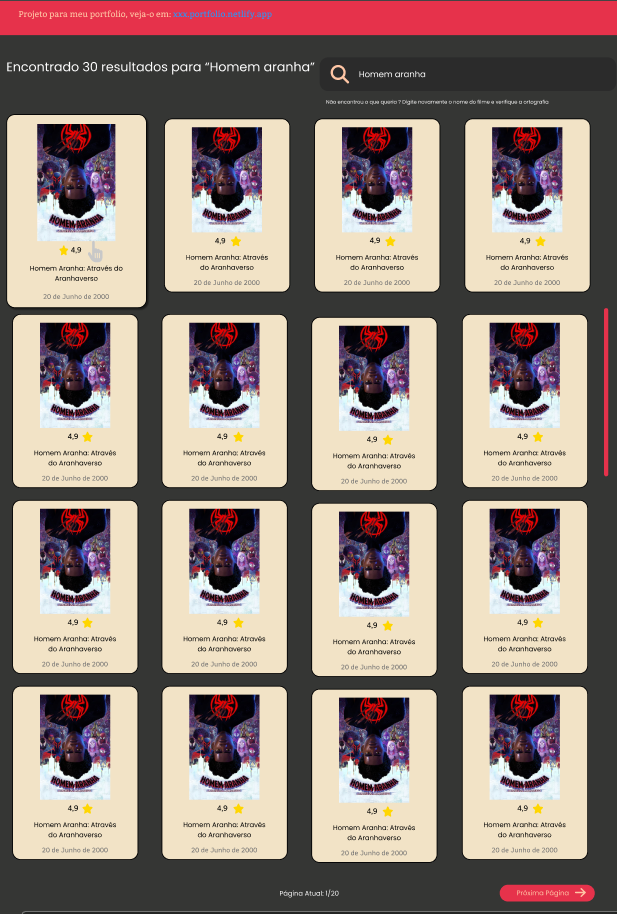 Projeto para meu portfolio, veja-o em: xxx.portfolio.netlify.app
Encontrado 30 resultados para “Homem aranha”
Homem aranha
Não encontrou o que queria ? Digite novamente o nome do filme e verifique a ortografia
HOMEM-ARANHA
4,9
Homem Aranha: Através do
Aranhaverso
20 de Junho de 2000
HOMEM-ARANHA
4,9
Homem Aranha: Através
do Aranhaverso
20 de Junho de 2000
HOMEM-ARANHA
4,9
Homem Aranha: Através
do Aranhaverso
20 de Junho de 2000
HOMEM-ARANHA
4,9
Homem Aranha: Através
do Aranhaverso
20 de Junho de 2000
HOMEM-ARANHA
4,9
Homem Aranha: Através
do Aranhaverso
20 de Junho de 2000
HOMEM-ARANHA
4,9
Homem Aranha: Através
do Aranhaverso
20 de Junho de 2000
HOMEM-ARANHA
4,9
Homem Aranha: Através
do Aranhaverso
20 de Junho de 2000
HOMEM-ARANHA
4,9
Homem Aranha: Através
do Aranhaverso
20 de Junho de 2000
HOMEM-ARANHA
4,9
Homem Aranha: Através
do Aranhaverso
20 de Junho de 2000
HOMEM-ARANHA
4,9
Homem Aranha: Através
do Aranhaverso
20 de Junho de 2000
HOMEM-ARANHA
4,9
Homem Aranha: Através
do Aranhaverso
20 de Junho de 2000
HOMEM-ARANHA
4,9
Homem Aranha: Através
do Aranhaverso
20 de Junho de 2000
HOMEM-ARANHA
4,9
Homem Aranha: Através
do Aranhaverso
20 de Junho de 2000
HOMEM-ARANHA
4,9
Homem Aranha: Através
do Aranhaverso
20 de Junho de 2000
HOMEM-ARANHA
4,9
Homem Aranha: Através
do Aranhaverso
20 de Junho de 2000
HOMEM-ARANHA
4,9
Homem Aranha: Através
do Aranhaverso
20 de Junho de 2000
Página Atual: 1/20
Próxima Página